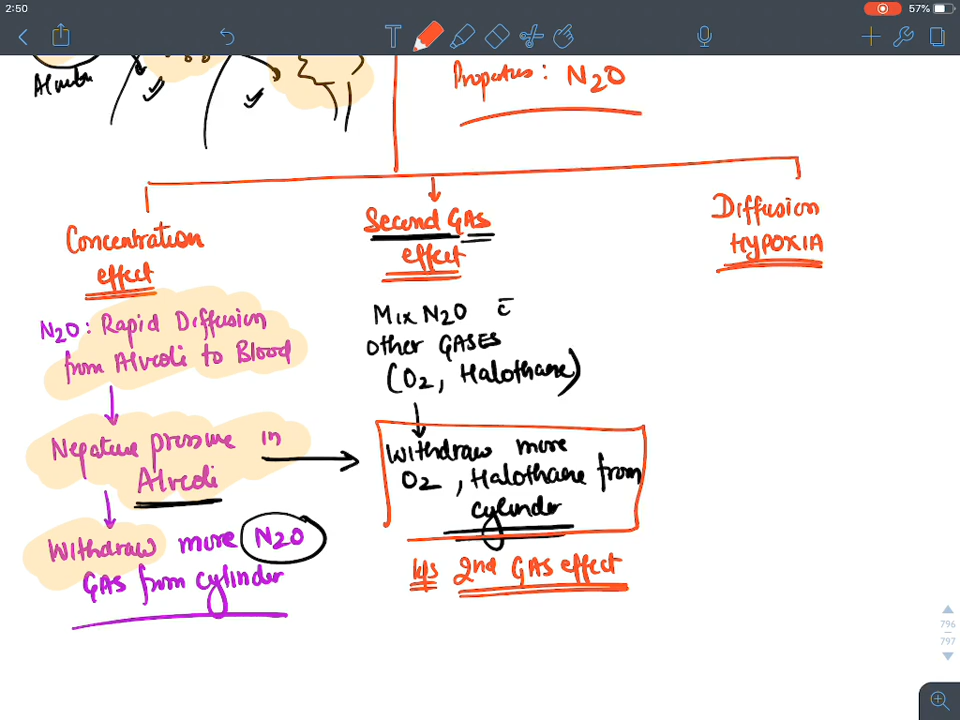 2:50
57%
T
Alveolu
Properties: N2O
Concentration
effect
N2O: Rapid Diffusion
from Alveoli to Blood
Negature pressure in
Alveoli
Withdraw more N2O
GAS from cylinder
Second GAS
effect
Mix N2O c̄
other GASES
(O2, Halothane)
Withdraw more
O2, Halothane from
cylinder
2nd GAS effect
Diffusion
HYPOXIA
796
797